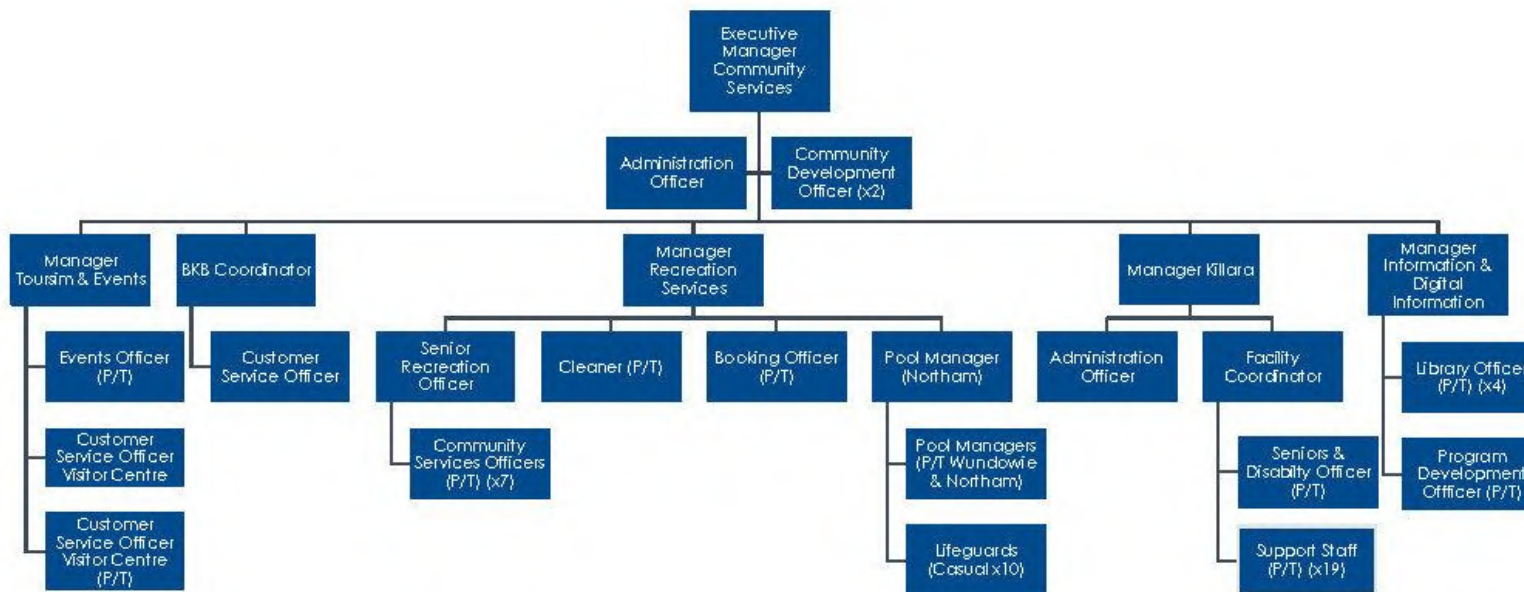 Executive
Manager
Community
Services
Administration
Officer
Community
Development
Officer (x2)
Manager
Toursim & Events
BKB Coordinator
Manager
Recreation
Services
Manager Killara
Manager
Information &
Digital
Information
Events Officer
(P/T)
Customer
Service Officer
Senior
Recreation
Officer
Cleaner (P/T)
Booking Officer
(P/T)
Pool Manager
(Northam)
Administration
Officer
Facility
Coordinator
Library Officer
(P/T) (x4)
Customer
Service Officer
Visitor Centre
Community
Services Officers
(P/T) (x7)
Pool Managers
(P/T Wundowie
& Northam)
Seniors &
Disabilty Officer
(P/T)
Program
Development
Offficer (P/T)
Customer
Service Officer
Visitor Centre
(P/T)
Lifeguards
(Casual x10)
Support Staff
(P/T) (x19)